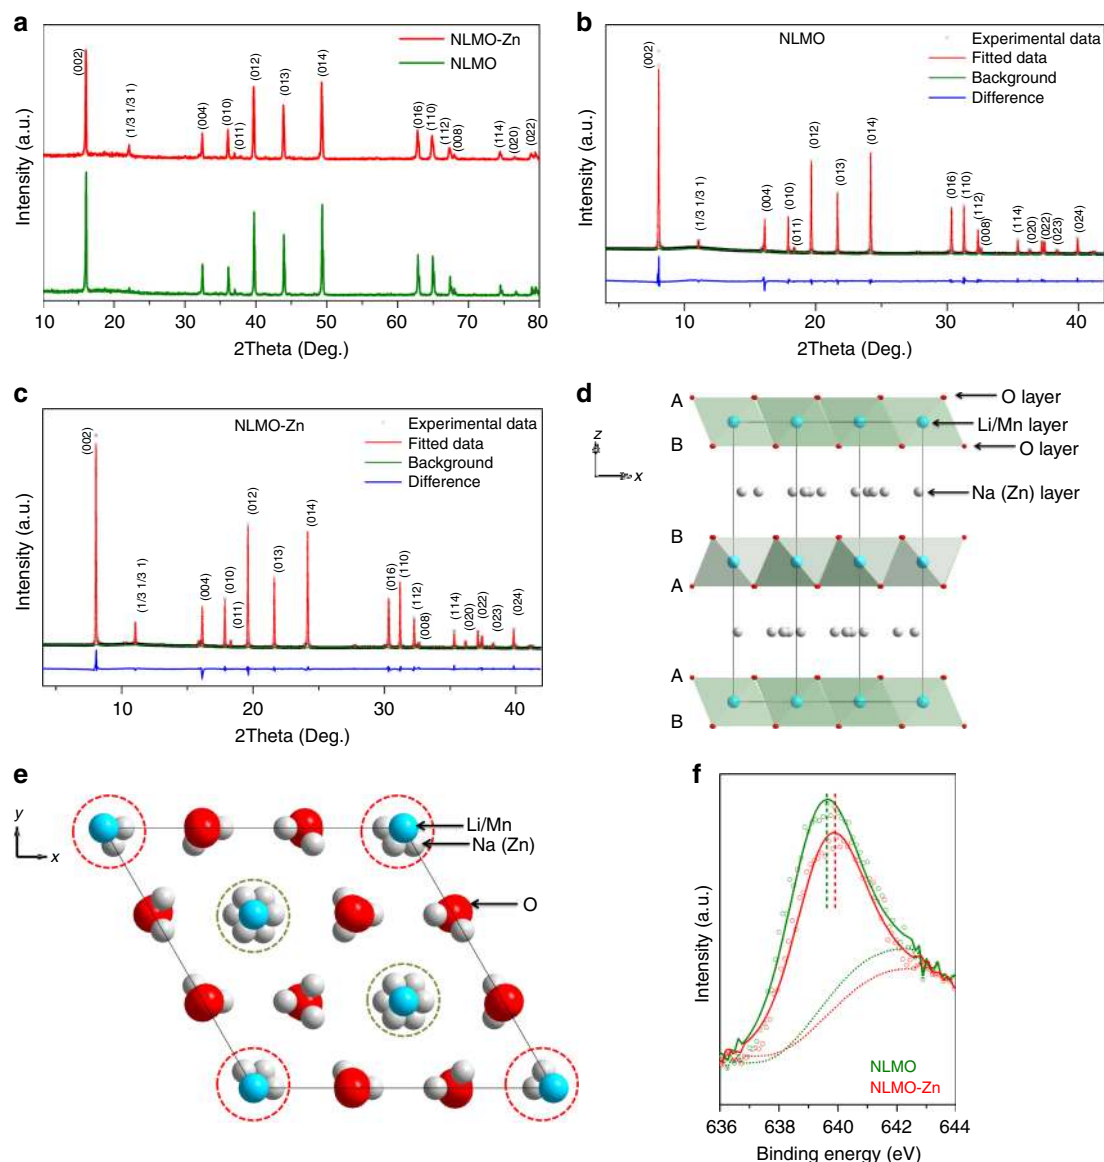 a
NLMO-Zn
NLMO
(002)
(1/3 1/3 1)
(004)
(010)
(011)
(012)
(013)
(014)
(016)
(110)
(112)
(008)
(114)
(020)
(022)
Intensity (a.u.)
10 20 30 40 50 60 70 80
2Theta (Deg.)
b
NLMO
Experimental data
Fitted data
Background
Difference
(002)
(1/3 1/3 1)
(004)
(010)
(011)
(012)
(013)
(014)
(016)
(110)
(112)
(008)
(114)
(020)
(022)
(023)
(024)
Intensity (a.u.)
10 20 30 40
2Theta (Deg.)
c
NLMO-Zn
Experimental data
Fitted data
Background
Difference
(002)
(1/3 1/3 1)
(004)
(010)
(011)
(012)
(013)
(014)
(016)
(110)
(112)
(008)
(114)
(020)
(022)
(023)
(024)
Intensity (a.u.)
10 20 30 40
2Theta (Deg.)
d
A
O layer
Li/Mn layer
B
O layer
z
x
Na (Zn) layer
B
A
A
B
e
y
x
Li/Mn
Na (Zn)
O
f
Intensity (a.u.)
NLMO
NLMO-Zn
636 638 640 642 644
Binding energy (eV)